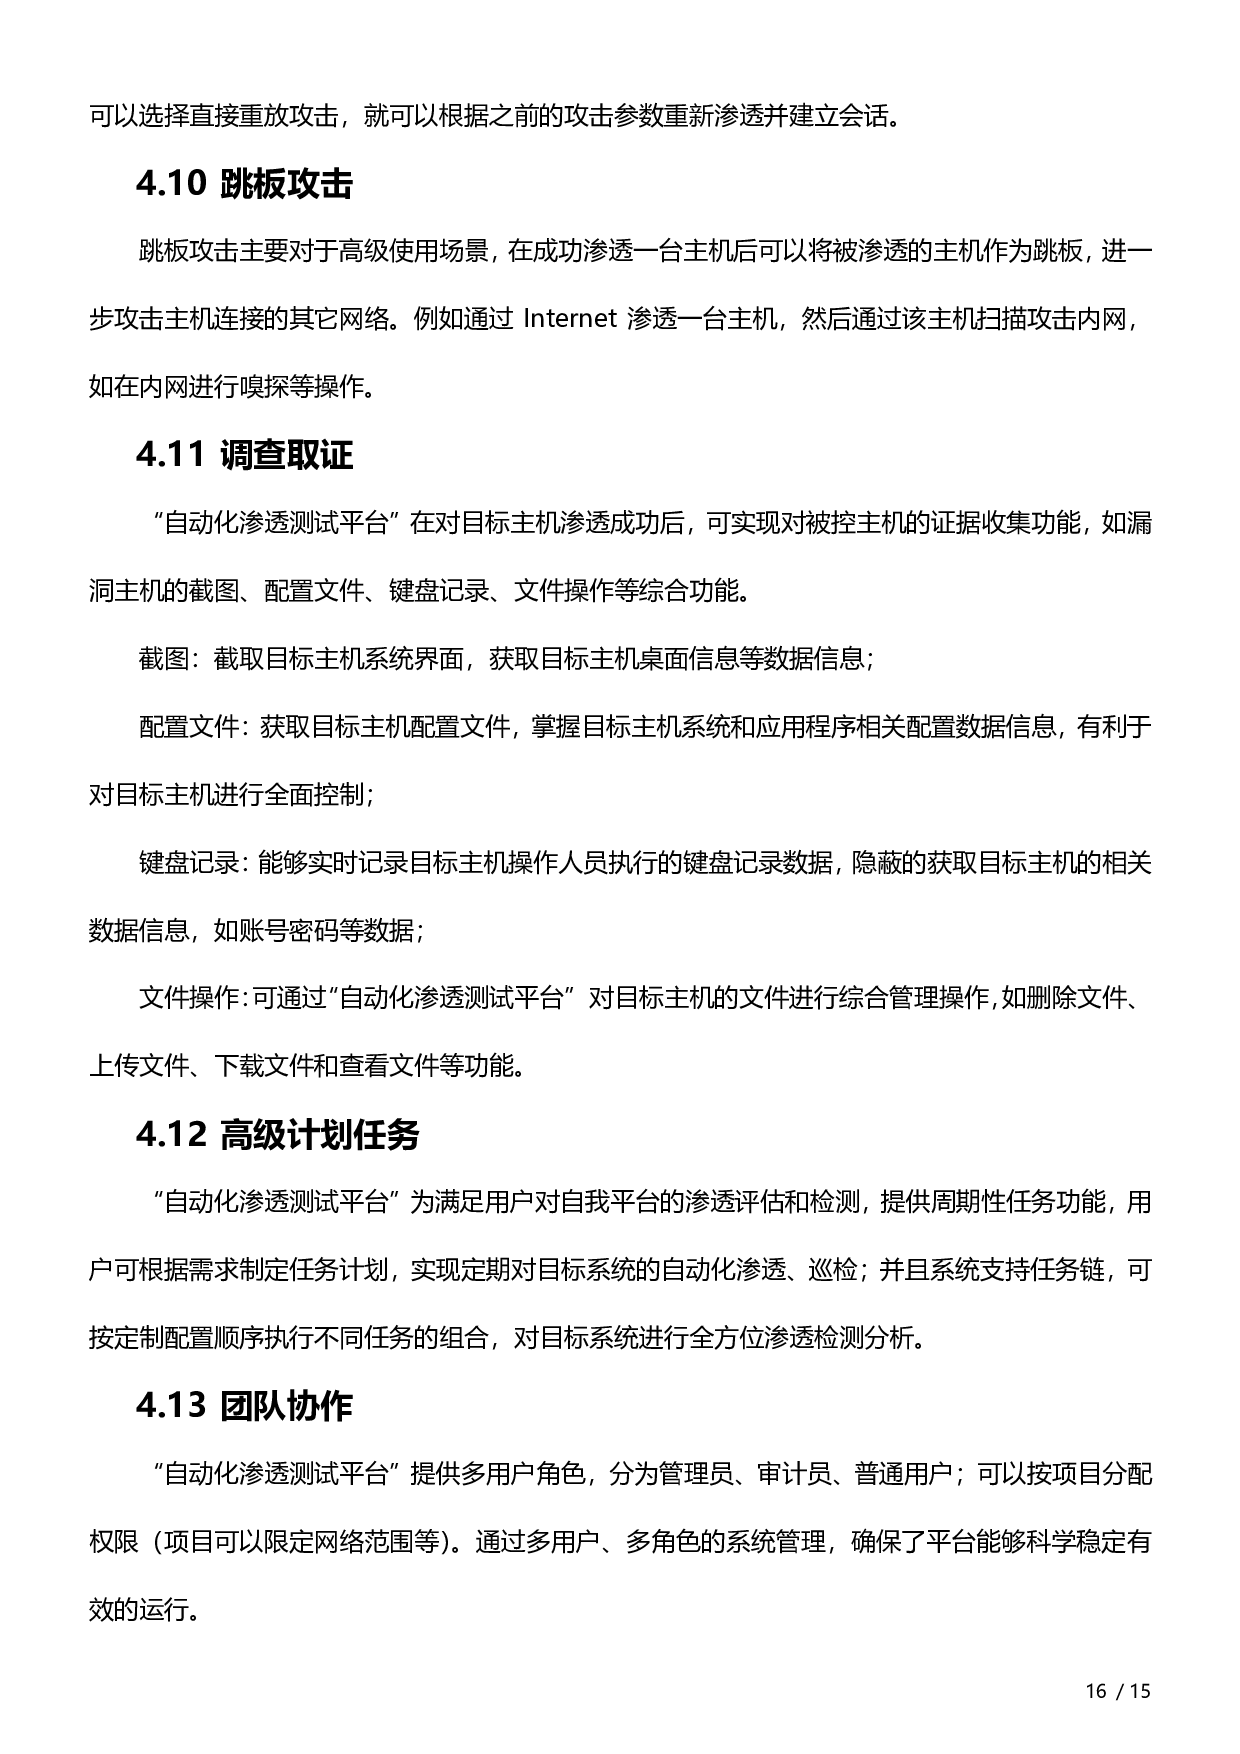 可以选择直接重放攻击，就可以根据之前的攻击参数重新渗透并建立会话。
4.10 跳板攻击
跳板攻击主要对于高级使用场景，在成功渗透一台主机后可以将被渗透的主机作为跳板，进一
步攻击主机连接的其它网络。例如通过 Internet 渗透一台主机，然后通过该主机扫描攻击内网，
如在内网进行嗅探等操作。
4.11 调查取证
“自动化渗透测试平台”在对目标主机渗透成功后，可实现对被控主机的证据收集功能，如漏
洞主机的截图、配置文件、键盘记录、文件操作等综合功能。
截图：截取目标主机系统界面，获取目标主机桌面信息等数据信息；
配置文件：获取目标主机配置文件，掌握目标主机系统和应用程序相关配置数据信息，有利于
对目标主机进行全面控制；
键盘记录：能够实时记录目标主机操作人员执行的键盘记录数据，隐蔽的获取目标主机的相关
数据信息，如账号密码等数据；
文件操作：可通过“自动化渗透测试平台” 对目标主机的文件进行综合管理操作，如删除文件、
上传文件、下载文件和查看文件等功能。
4.12 高级计划任务
“自动化渗透测试平台”为满足用户对自我平台的渗透评估和检测，提供周期性任务功能，用
户可根据需求制定任务计划，实现定期对目标系统的自动化渗透、巡检；并且系统支持任务链，可
按定制配置顺序执行不同任务的组合，对目标系统进行全方位渗透检测分析。
4.13 团队协作
“自动化渗透测试平台”提供多用户角色，分为管理员、审计员、普通用户；可以按项目分配
权限（项目可以限定网络范围等）。通过多用户、多角色的系统管理，确保了平台能够科学稳定有
效的运行。
16 / 15